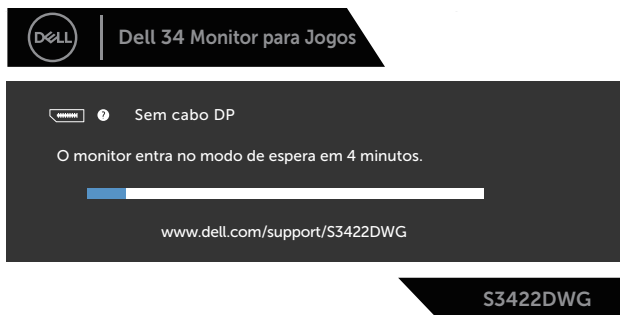 DELL
Dell 34 Monitor para Jogos
? Sem cabo DP
O monitor entra no modo de espera em 4 minutos.
www.dell.com/support/S3422DWG
S3422DWG